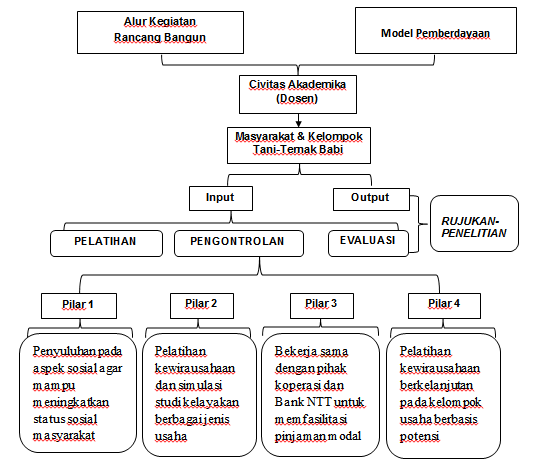 Alur Kegiatan
Rancang Bangun
Model Pemberdayaan
Civitas Akademika
(Dosen)
Masyarakat & Kelompok
Tani-Ternak Babi
Input
Output
RUJUKAN-
PENELITIAN
PELATIHAN
PENGONTROLAN
EVALUASI
Pilar 1
Pilar 2
Pilar 3
Pilar 4
Penyuluhan pada
aspek sosial agar
mampu
meningkatkan
status sosial
masyarakat
Pelatihan
kewirausahaan
dan simulasi
studi kelayakan
berbagai jenis
usaha
Bekerja sama
dengan pihak
koperasi dan
Bank NTT untuk
memfasilitasi
pinjaman modal
Pelatihan
kewirausahaan
berkelanjutan
pada kelompok
usaha berbasis
potensi